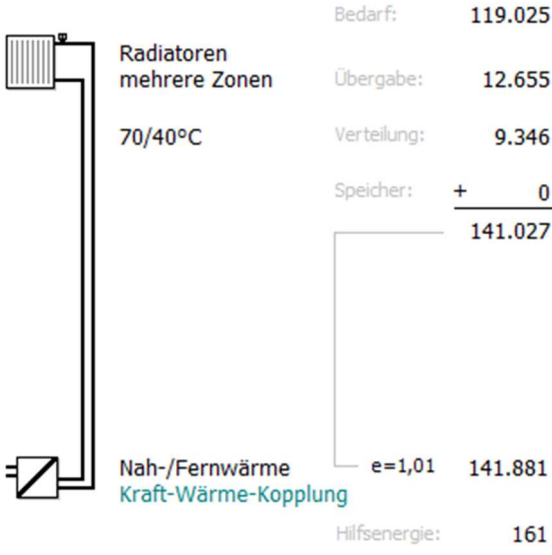 Bedarf: 119.025
Radiatoren
mehrere Zonen
Übergabe: 12.655
70/40°C
Verteilung: 9.346
Speicher: + 0
141.027
Nah-/Fernwärme e=1,01 141.881
Kraft-Wärme-Kopplung
Hilfsenergie: 161